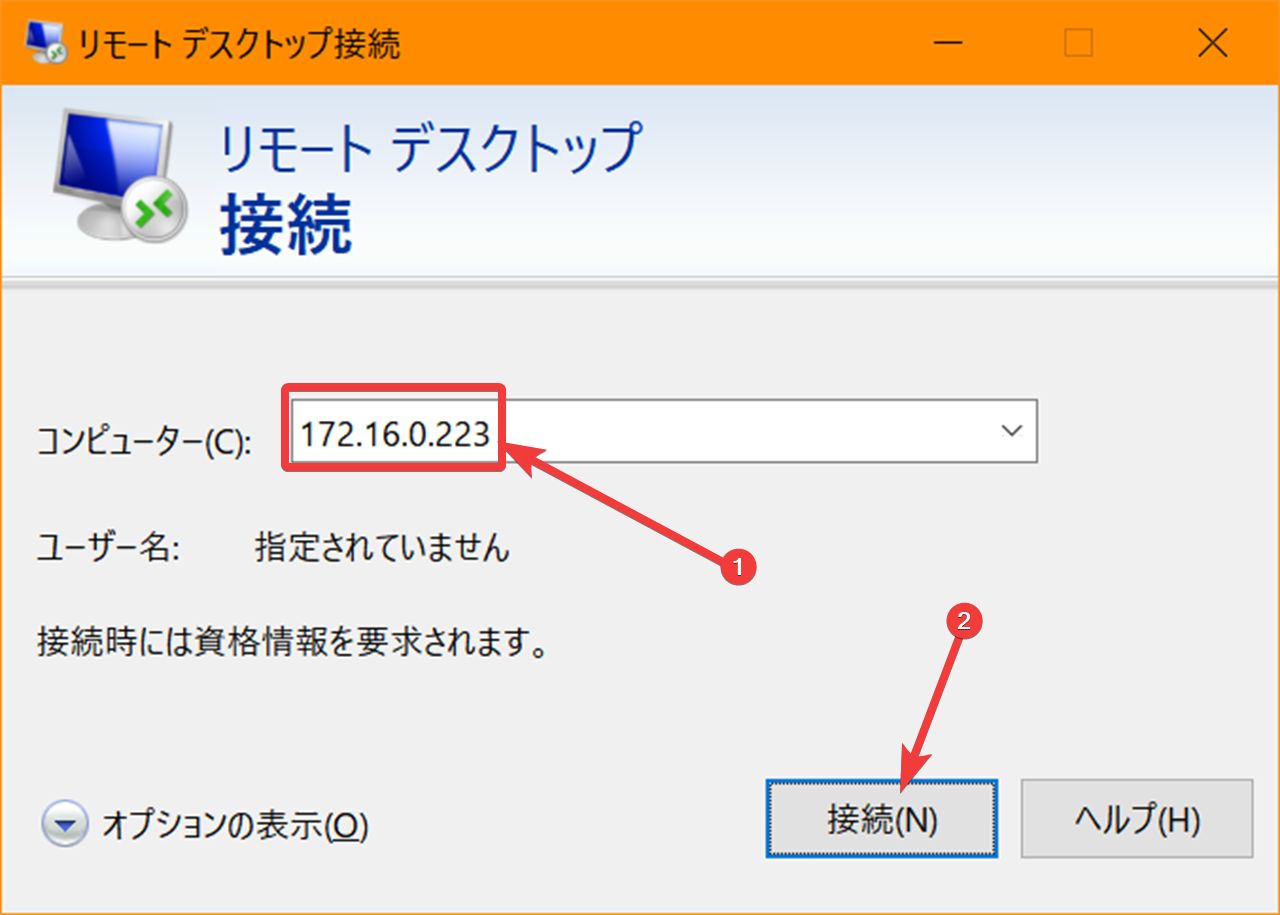 リモート デスクトップ接続
リモート デスクトップ
接続
コンピューター(C): 172.16.0.223
1
ユーザー名: 指定されていません
2
接続時には資格情報を要求されます。
オプションの表示(O) 接続(N) ヘルプ(H)